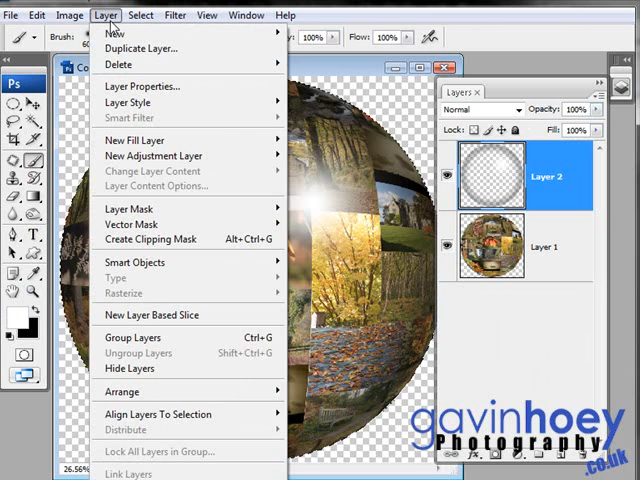 File Edit Image Layer Select Filter View Window Help
Brush: 100% Flow: 100%
Ps
New
Duplicate Layer...
Delete
Layer Properties...
Layer Style
Smart Filter
New Fill Layer
New Adjustment Layer
Change Layer Content
Layer Content Options...
Layer Mask
Vector Mask
Create Clipping Mask Alt+Ctrl+G
Smart Objects
Type
Rasterize
New Layer Based Slice
Group Layers Ctrl+G
Ungroup Layers Shift+Ctrl+G
Hide Layers
Arrange
Align Layers To Selection
Distribute
Lock All Layers in Group...
Link Layers
Layers x
Normal Opacity: 100%
Lock: Fill: 100%
Layer 2
Layer 1
26.56%
gavinhoey
Photography
.co.uk